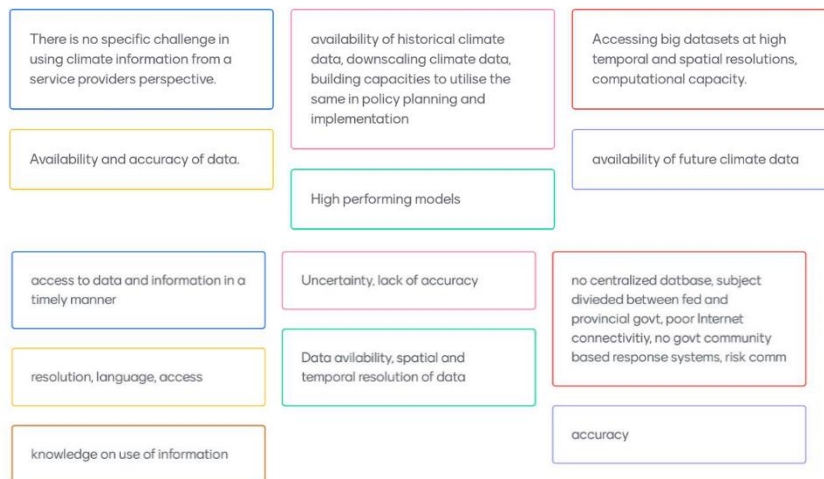 There is no specific challenge in
using climate information from a
service providers perspective.
Availability and accuracy of data.
availability of historical climate
data, downscaling climate data,
building capacities to utilise the
same in policy planning and
implementation
High performing models
Accessing big datasets at high
temporal and spatial resolutions,
computational capacity.
availability of future climate data
access to data and information in a
timely manner
resolution, language, access
knowledge on use of information
Uncertainty, lack of accuracy
Data avilability, spatial and
temporal resolution of data
no centralized datbase, subject
divieded between fed and
provincial govt, poor Internet
connectivitiy, no govt community
based response systems, risk comm
accuracy